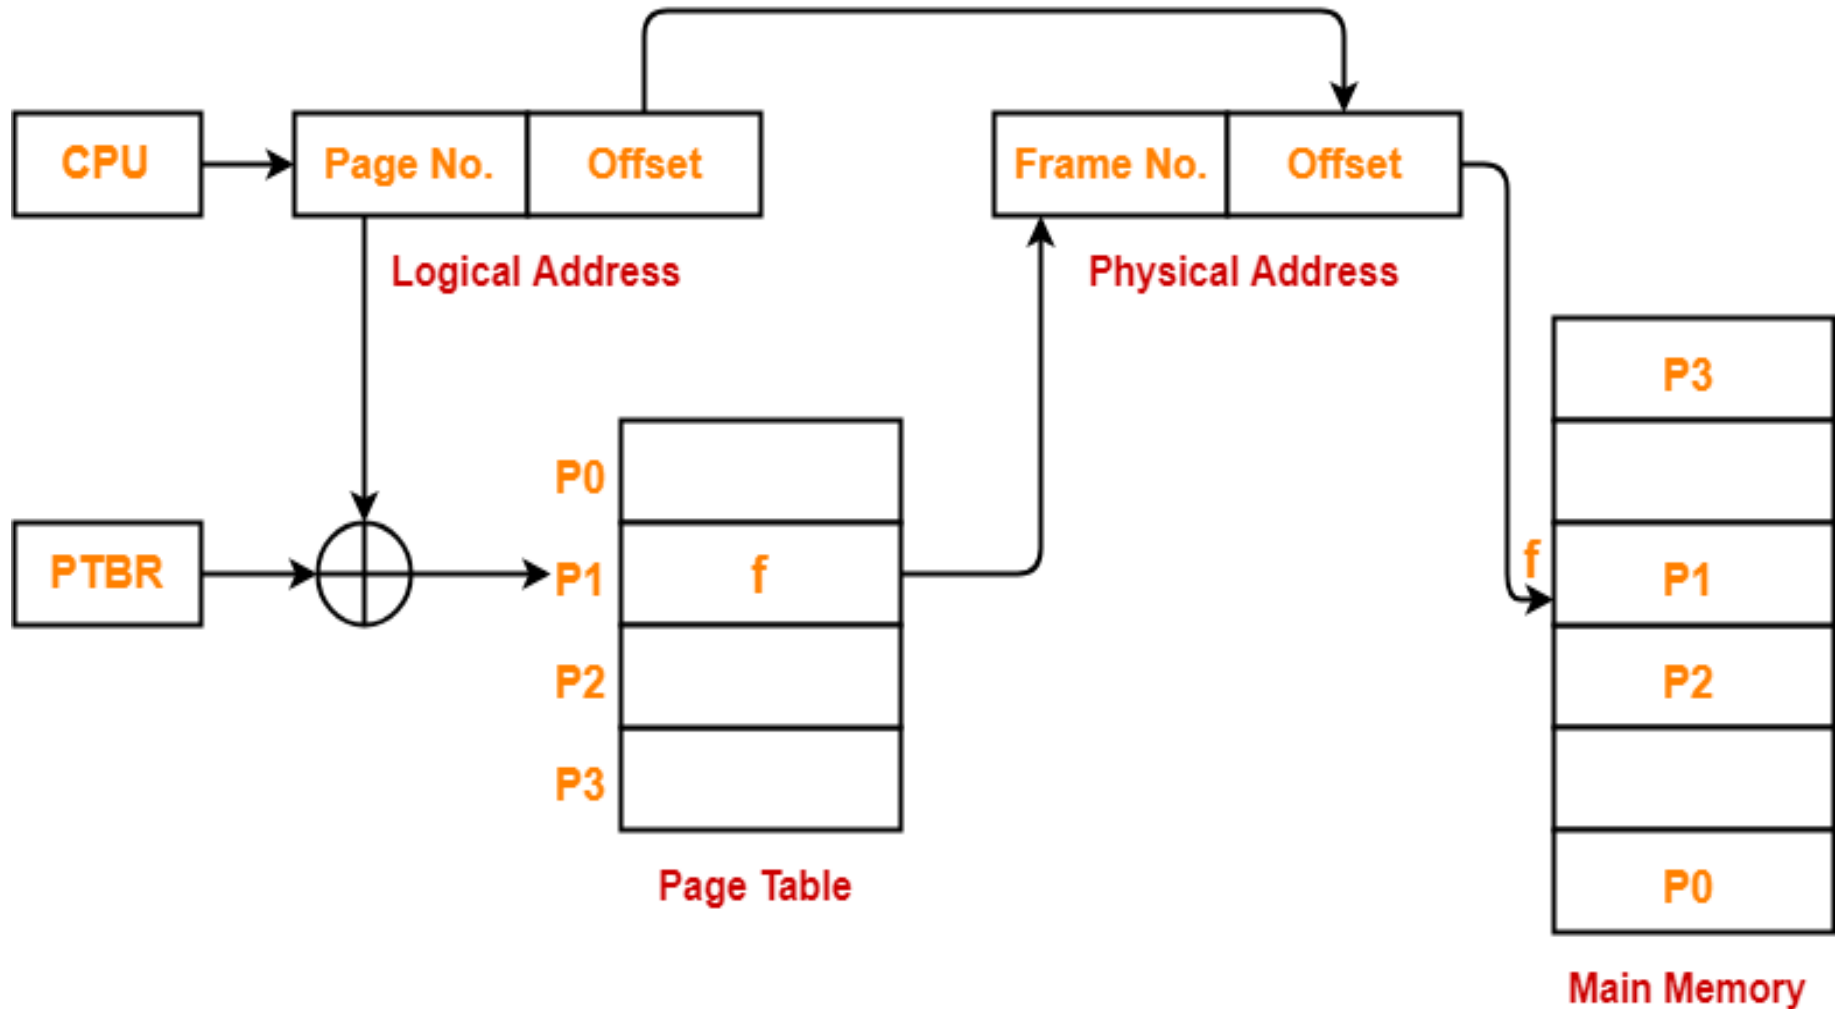 CPU
Page No.
Offset
Frame No.
Offset
Logical Address
Physical Address
PTBR
P0
P1
f
P2
P3
Page Table
P3
f
P1
P2
P0
Main Memory